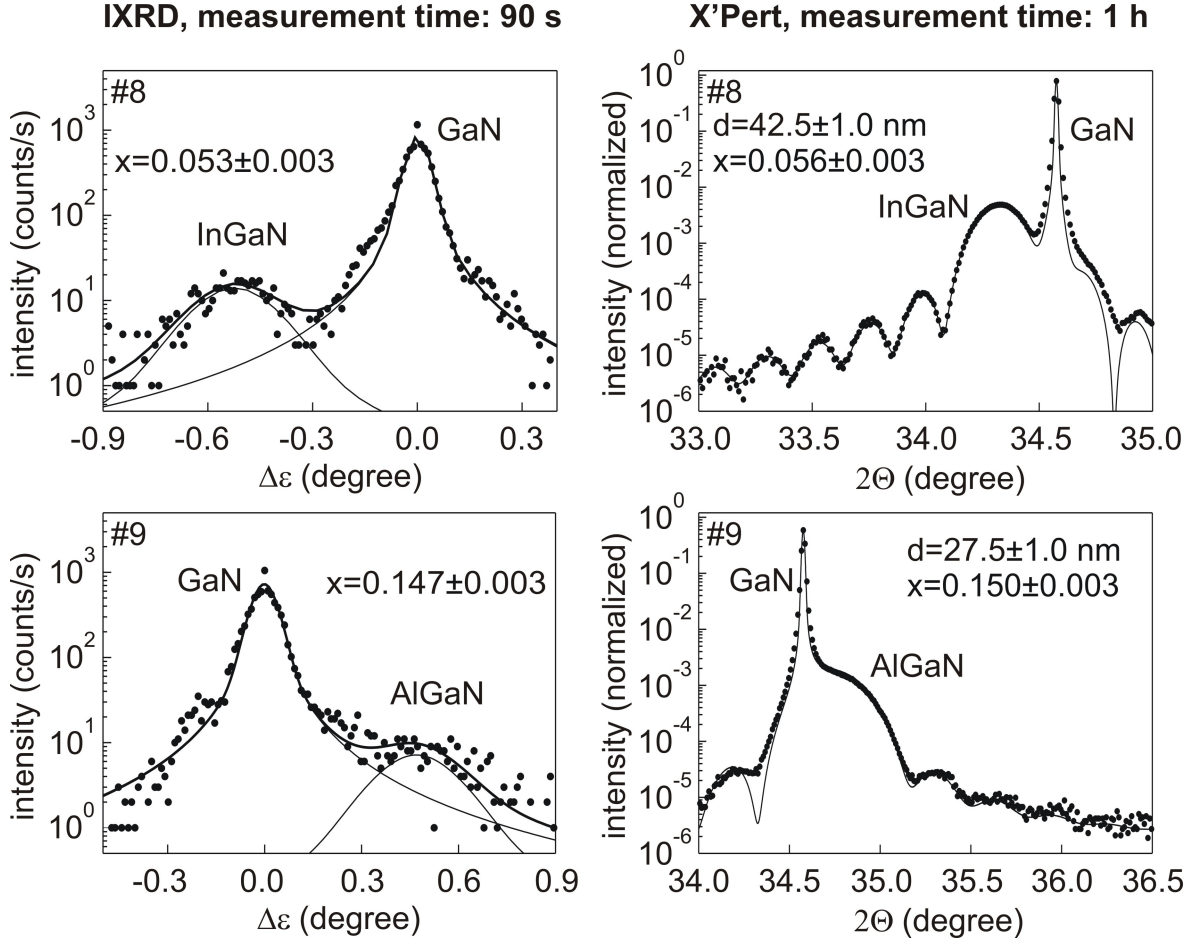 IXRD, measurement time: 90 s
X’Pert, measurement time: 1 h
#8
x=0.053±0.003
GaN
InGaN
intensity (counts/s)
10³
10²
10¹
10⁰
-0.9 -0.6 -0.3 0.0 0.3
Δε (degree)
#8
d=42.5±1.0 nm
x=0.056±0.003
GaN
InGaN
intensity (normalized)
10⁰
10⁻¹
10⁻²
10⁻³
10⁻⁴
10⁻⁵
10⁻⁶
33.0 33.5 34.0 34.5 35.0
2Θ (degree)
#9
GaN
x=0.147±0.003
AlGaN
intensity (counts/s)
10³
10²
10¹
10⁰
-0.3 0.0 0.3 0.6 0.9
Δε (degree)
#9
d=27.5±1.0 nm
x=0.150±0.003
GaN
AlGaN
intensity (normalized)
10⁰
10⁻¹
10⁻²
10⁻³
10⁻⁴
10⁻⁵
10⁻⁶
34.0 34.5 35.0 35.5 36.0 36.5
2Θ (degree)